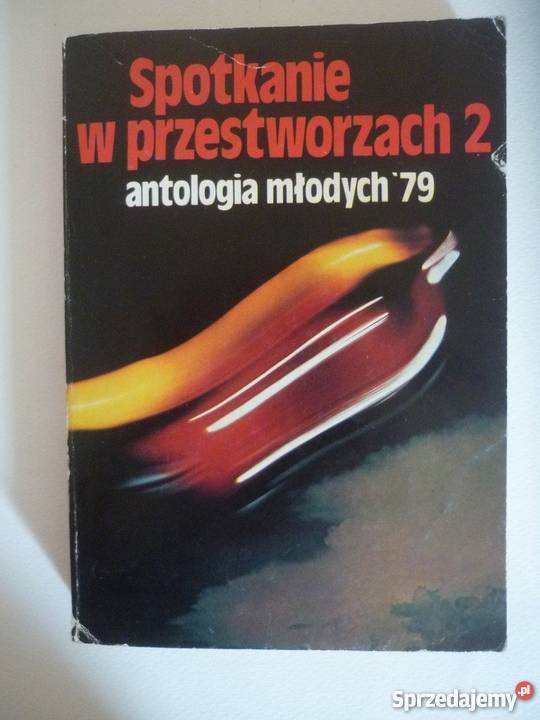 Spotkanie
w przestworzach 2
antologia młodych '79
Sprzedajemy.pl